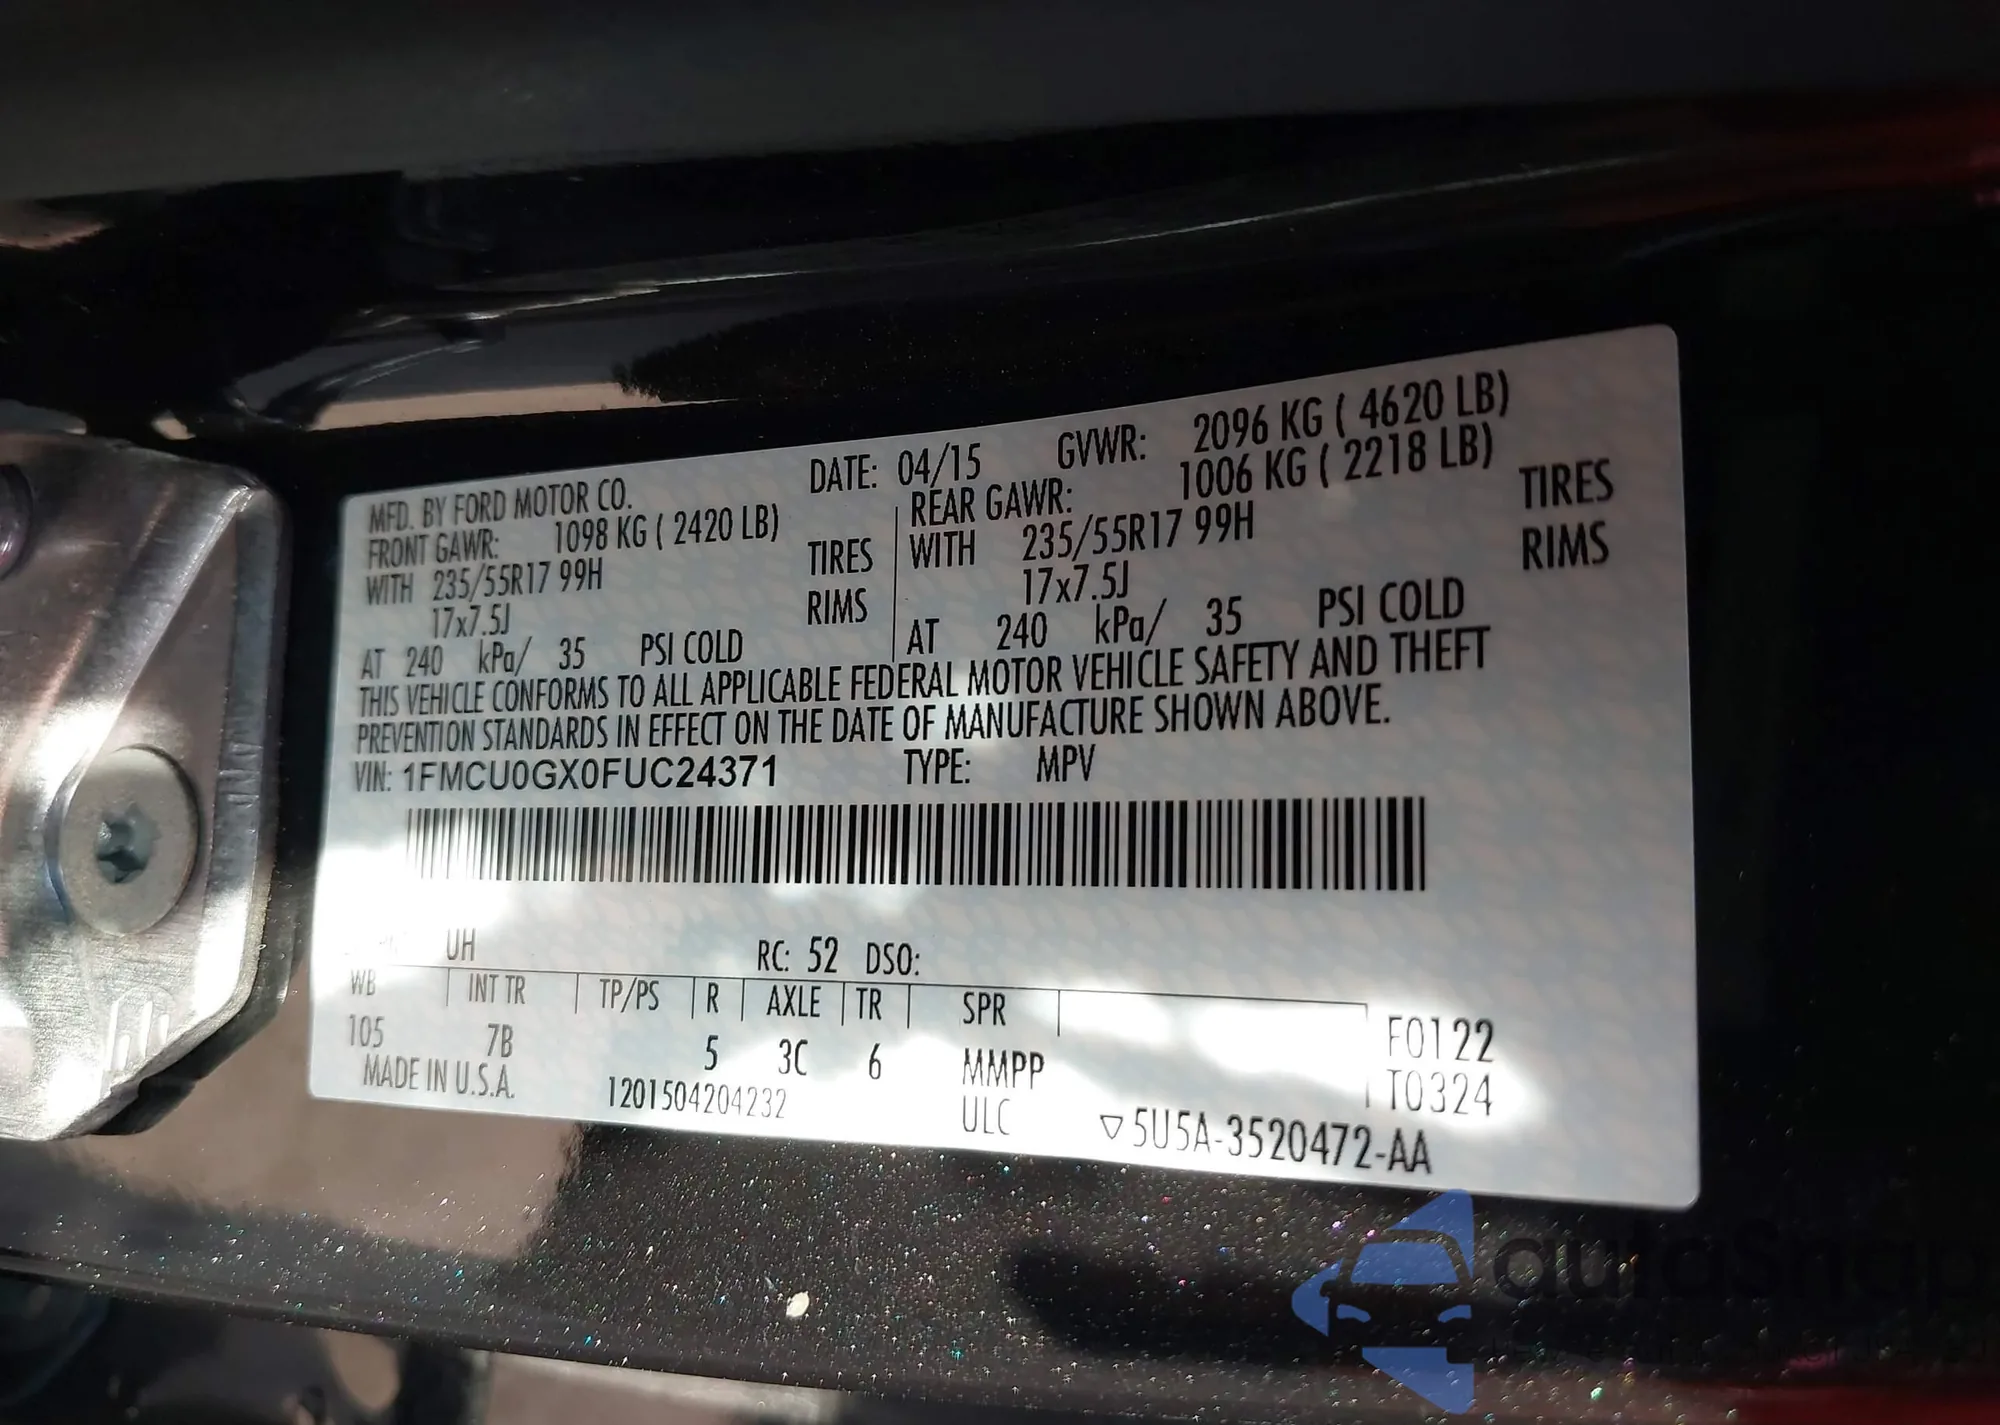 MFD. BY FORD MOTOR CO. DATE: 04/15 GVWR: 2096 KG ( 4620 LB)
FRONT GAWR: 1098 KG ( 2420 LB) REAR GAWR: 1006 KG ( 2218 LB)
WITH 235/55R17 99H TIRES WITH 235/55R17 99H TIRES
17x7.5J RIMS 17x7.5J RIMS
AT 240 kPa/ 35 PSI COLD AT 240 kPa/ 35 PSI COLD
THIS VEHICLE CONFORMS TO ALL APPLICABLE FEDERAL MOTOR VEHICLE SAFETY AND THEFT
PREVENTION STANDARDS IN EFFECT ON THE DATE OF MANUFACTURE SHOWN ABOVE.
VIN: 1FMCU0GX0FUC24371 TYPE: MPV
UH RC: 52 DSO:
WB INT TR TP/PS R AXLE TR SPR
105 7B 5 3C 6 MMPP F0122
T0324
MADE IN U.S.A. 1201504204232 ULC ▽5U5A-3520472-AA
autoSnap